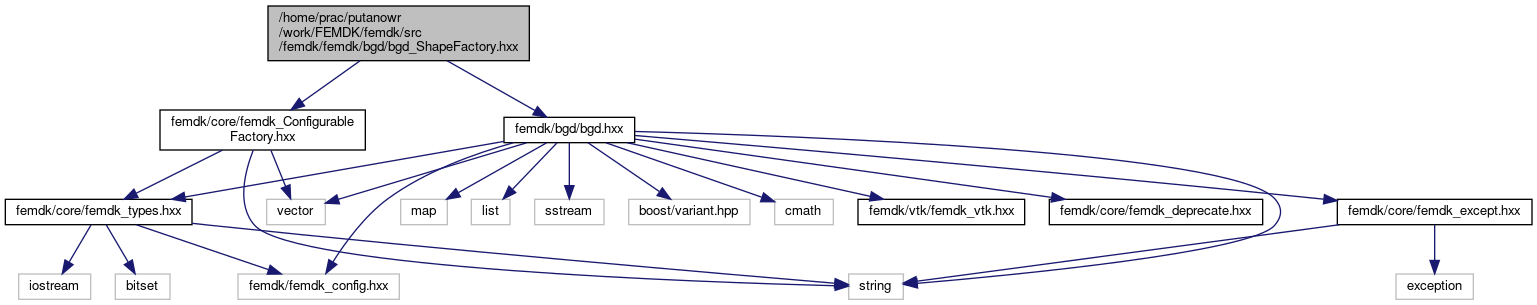 /home/prac/putanowr
/work/FEMDK/femdk/src
/femdk/femdk/bgd/bgd_ShapeFactory.hxx
femdk/core/femdk_Configurable
Factory.hxx
femdk/bgd/bgd.hxx
femdk/core/femdk_types.hxx
vector
map
list
sstream
boost/variant.hpp
cmath
femdk/vtk/femdk_vtk.hxx
femdk/core/femdk_deprecate.hxx
femdk/core/femdk_except.hxx
iostream
bitset
femdk/femdk_config.hxx
string
exception